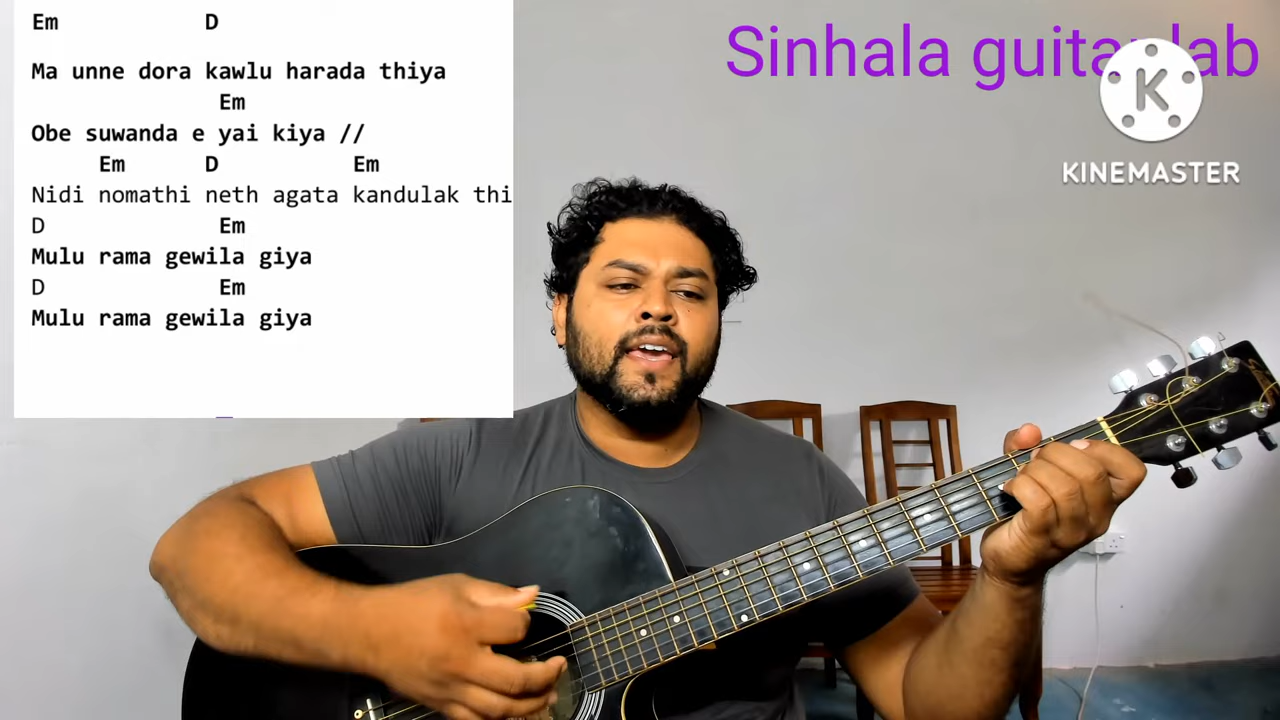 Em D
Ma unne dora kawlu harada thiya
Em
Obe suwanda e yai kiya //
Em D Em
Nidi nomathi neth agata kandulak thi
D Em
Mulu rama gewila giya
D Em
Mulu rama gewila giya
Sinhala guitar lab
K
KINEMASTER